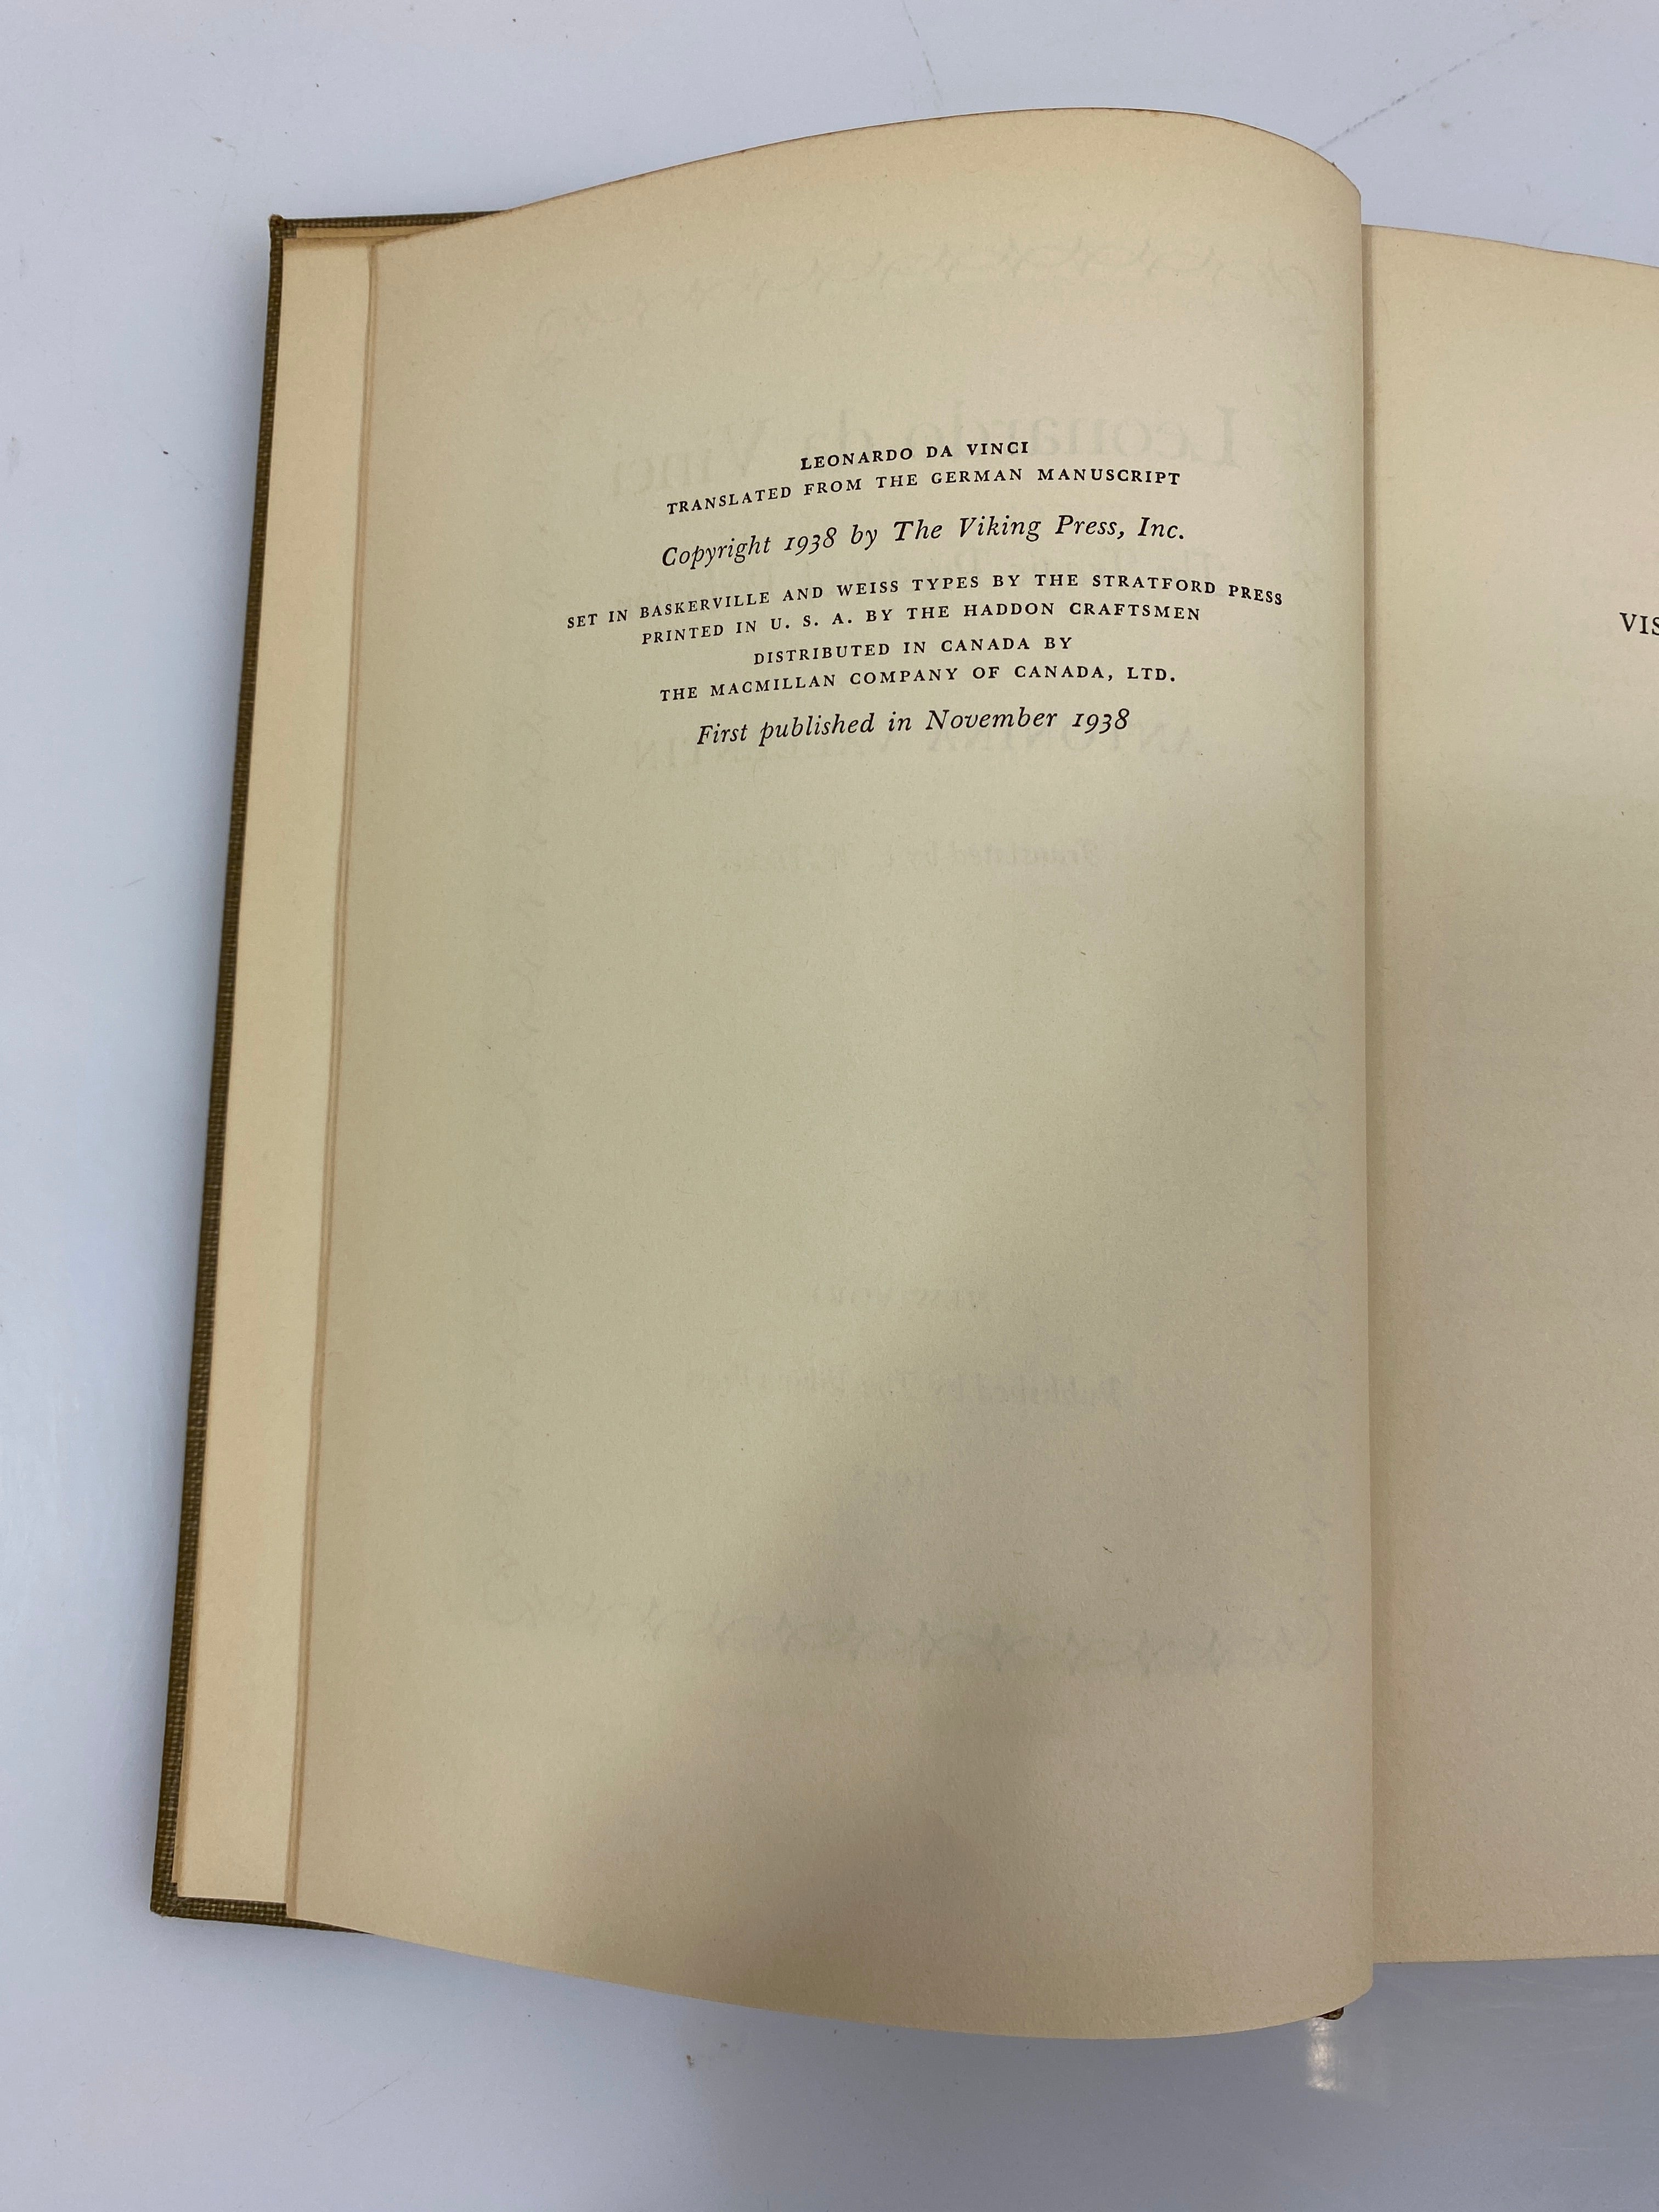 LEONARDO DA VINCI
TRANSLATED FROM THE GERMAN MANUSCRIPT
Copyright 1938 by The Viking Press, Inc.
SET IN BASKERVILLE AND WEISS TYPES BY THE STRATFORD PRESS
PRINTED IN U. S. A. BY THE HADDON CRAFTSMEN
DISTRIBUTED IN CANADA BY
THE MACMILLAN COMPANY OF CANADA, LTD.
First published in November 1938
VIS